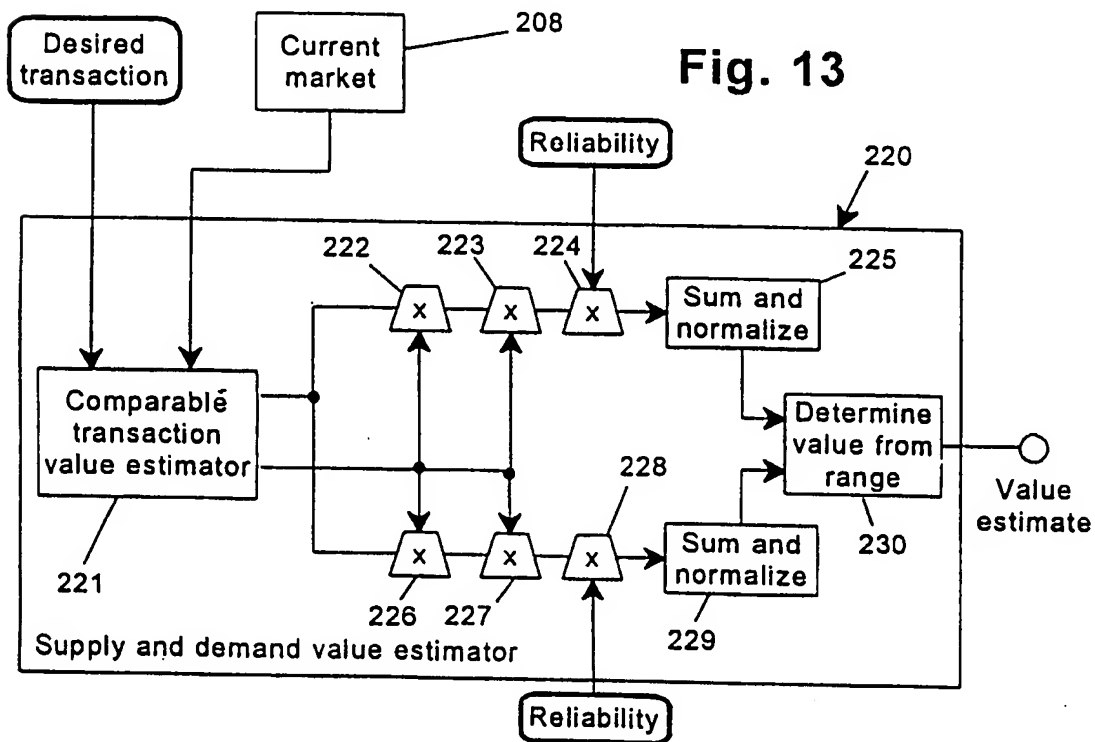 Desired
transaction
Current
market
208
Fig. 13
Reliability
220
222
223
224
225
x
x
x
Sum and
normalize
Comparable
transaction
value estimator
Determine
value from
range
Value
estimate
228
230
x
x
x
Sum and
normalize
221
226
227
229
Supply and demand value estimator
Reliability